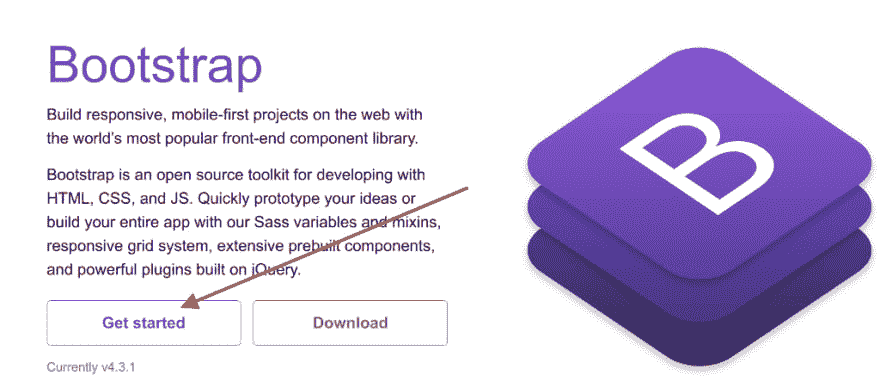 Bootstrap
Build responsive, mobile-first projects on the web with
the world's most popular front-end component library.
Bootstrap is an open source toolkit for developing with
HTML, CSS, and JS. Quickly prototype your ideas or
build your entire app with our Sass variables and mixins,
responsive grid system, extensive prebuilt components,
and powerful plugins built on jQuery.
Get started
Download
Currently v4.3.1
B